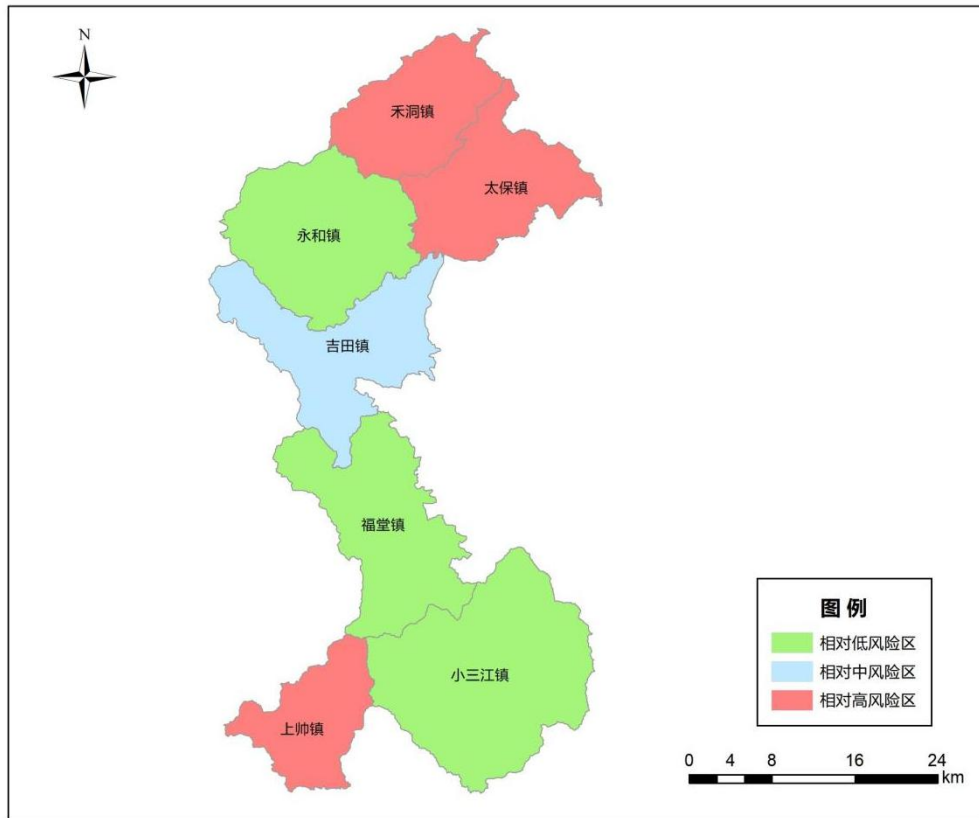 N
禾洞镇
太保镇
永和镇
吉田镇
福堂镇
小三江镇
上帅镇
图例
相对低风险区
相对中风险区
相对高风险区
0 4 8 16 24
km